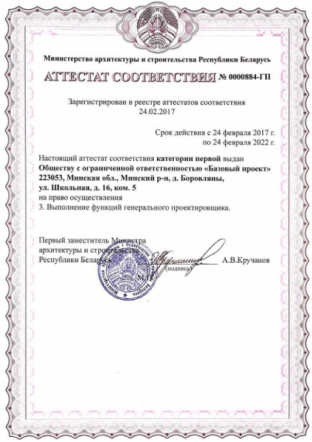 Министерство архитектуры и строительства Республики Беларусь
АТТЕСТАТ СООТВЕТСТВИЯ № 0000884-ГП
Зарегистрирован в реестре аттестатов соответствия
24.02.2017
Срок действия с 24 февраля 2017 г.
по 24 февраля 2022 г.
Настоящий аттестат соответствия категории первой выдан
Обществу с ограниченной ответственностью «Базовый проект»
223053, Минская обл., Минский р-н, д. Боровляны,
ул. Школьная, д. 16, ком. 5
на право осуществления
3. Выполнение функций генерального проектировщика.
Первый заместитель Министра
архитектуры и строительства
Республики Беларусь
А.В.Кручанов
(подпись)